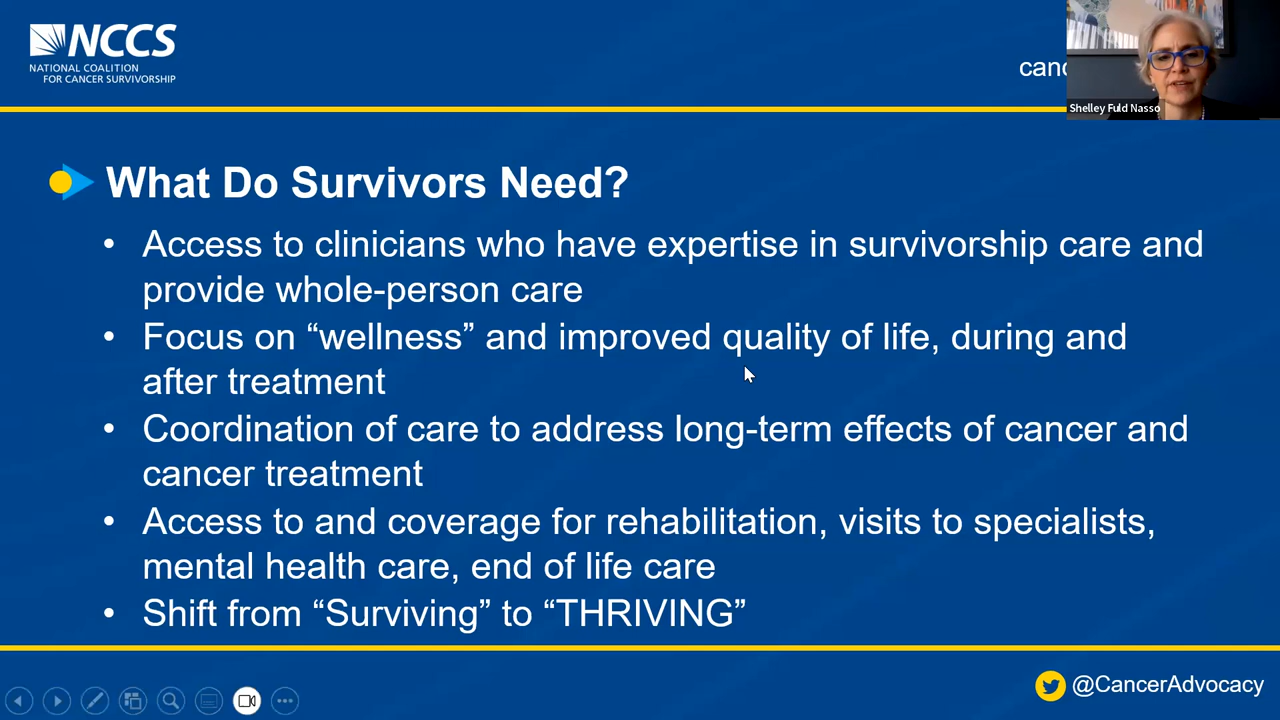 NCCS
NATIONAL COALITION
FOR CANCER SURVIVORSHIP
Shelley Fuld Nasso
What Do Survivors Need?
• Access to clinicians who have expertise in survivorship care and
provide whole-person care
• Focus on “wellness” and improved quality of life, during and
after treatment
• Coordination of care to address long-term effects of cancer and
cancer treatment
• Access to and coverage for rehabilitation, visits to specialists,
mental health care, end of life care
• Shift from “Surviving” to “THRIVING”
@CancerAdvocacy